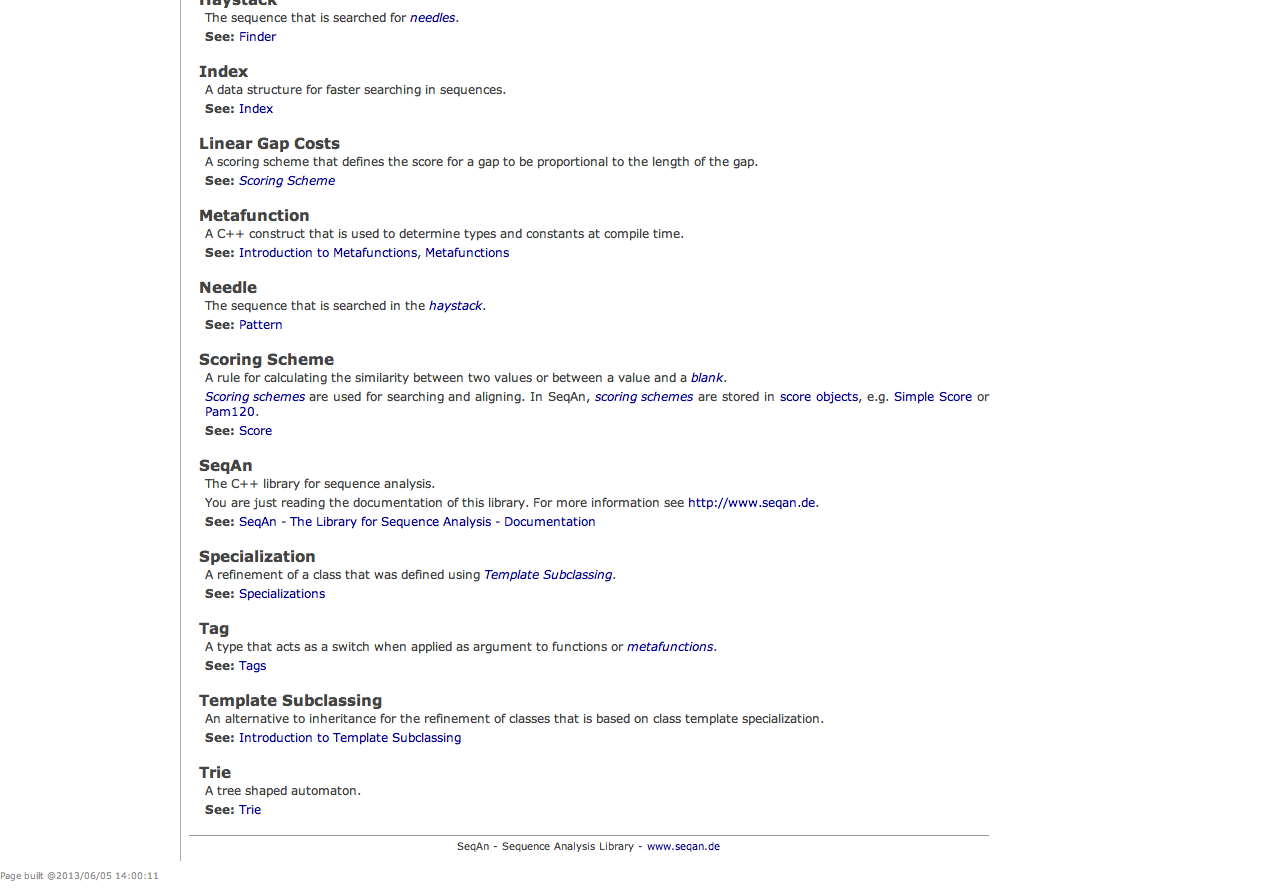 Haystack
The sequence that is searched for needles.
See: Finder
Index
A data structure for faster searching in sequences.
See: Index
Linear Gap Costs
A scoring scheme that defines the score for a gap to be proportional to the length of the gap.
See: Scoring Scheme
Metafunction
A C++ construct that is used to determine types and constants at compile time.
See: Introduction to Metafunctions, Metafunctions
Needle
The sequence that is searched in the haystack.
See: Pattern
Scoring Scheme
A rule for calculating the similarity between two values or between a value and a blank.
Scoring schemes are used for searching and aligning. In SeqAn, scoring schemes are stored in score objects, e.g. Simple Score or
Pam120.
See: Score
SeqAn
The C++ library for sequence analysis.
You are just reading the documentation of this library. For more information see http://www.seqan.de.
See: SeqAn - The Library for Sequence Analysis - Documentation
Specialization
A refinement of a class that was defined using Template Subclassing.
See: Specializations
Tag
A type that acts as a switch when applied as argument to functions or metafunctions.
See: Tags
Template Subclassing
An alternative to inheritance for the refinement of classes that is based on class template specialization.
See: Introduction to Template Subclassing
Trie
A tree shaped automaton.
See: Trie
SeqAn - Sequence Analysis Library - www.seqan.de
Page built @2013/06/05 14:00:11